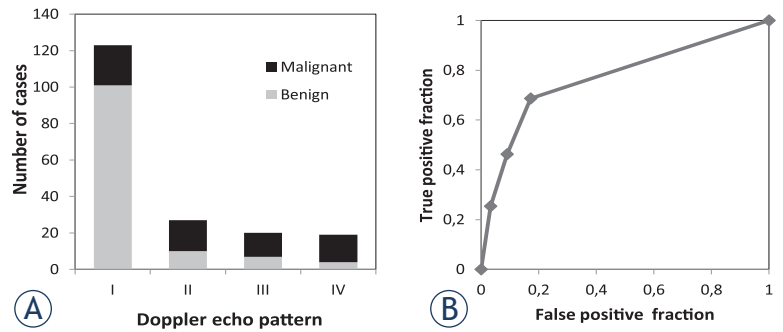 140
120
100
80
60
40
20
0
Number of cases
Malignant
Benign
I II III IV
Doppler echo pattern
A
1
0,8
0,6
0,4
0,2
0
True positive fraction
0 0,2 0,4 0,6 0,8 1
False positive fraction
B